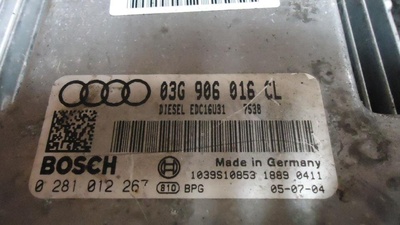 03G 906 016 CL
DIESEL EDC16U31 7638
BOSCH
Made in Germany
1039S10853 1889 0411
0 281 012 267
810 BPG 05-07-04